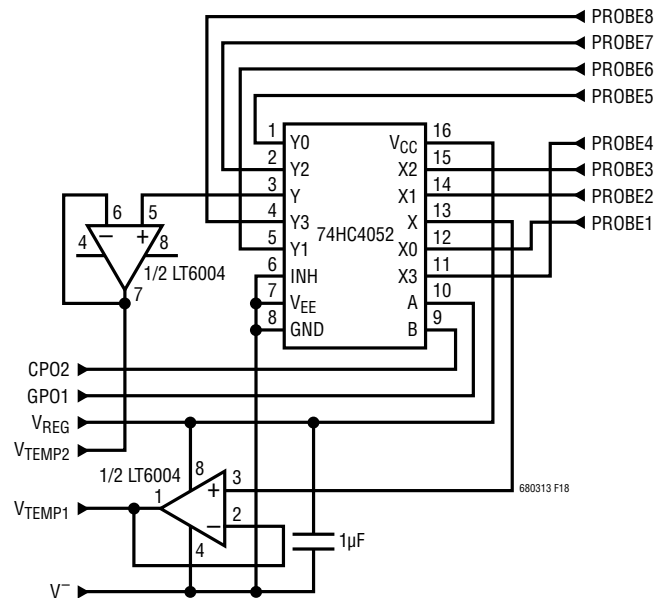 PROBE8
PROBE7
PROBE6
PROBE5
1 Y0 VCC 16 PROBE4
2 Y2 X2 15 PROBE3
3 Y X1 14 PROBE2
4 Y3 74HC4052 X 13
5 Y1 X0 12 PROBE1
6 INH X3 11
7 VEE A 10
8 GND B 9
6 5
4 − + 8
1/2 LT6004
7
CPO2
GPO1
VREG
VTEMP2
1/2 LT6004 8
VTEMP1 1 + 3
− 2
4
1µF
V−
680313 F18